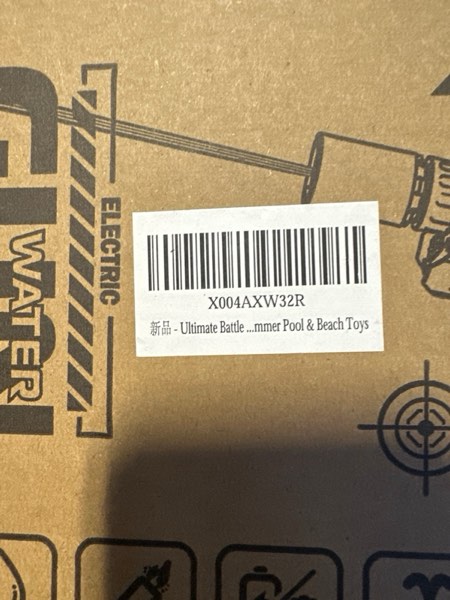 ELECTRIC
WATER
X004AXW32R
新品 - Ultimate Battle ...mmer Pool & Beach Toys